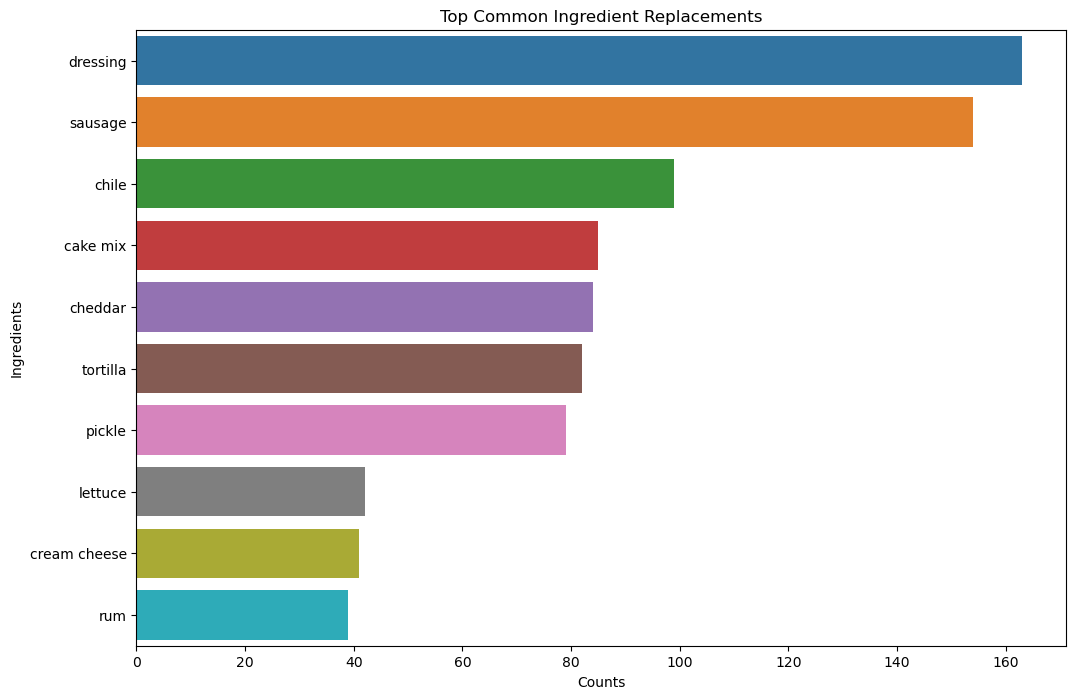 Top Common Ingredient Replacements
Ingredients
dressing
sausage
chile
cake mix
cheddar
tortilla
pickle
lettuce
cream cheese
rum
0 20 40 60 80 100 120 140 160
Counts